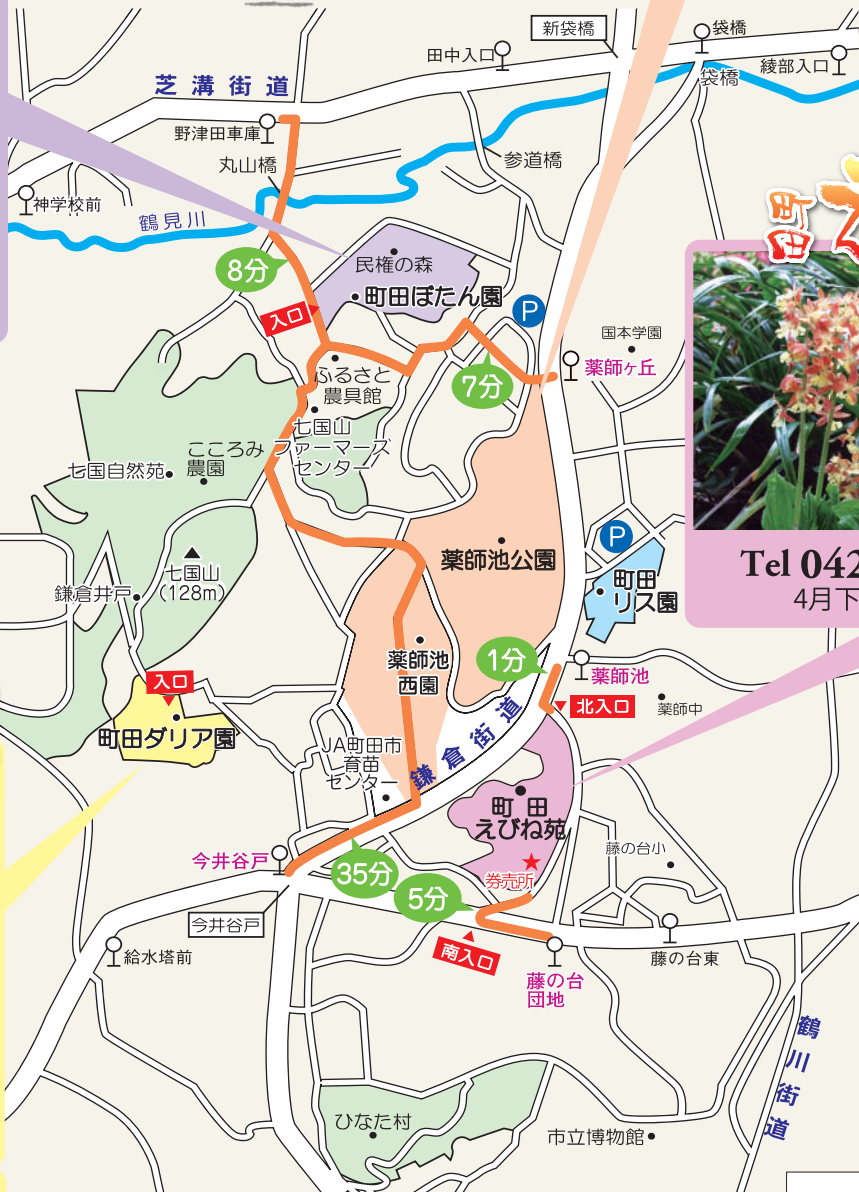 新袋橋
袋橋
田中入口
綾部入口
袋橋
芝溝街道
野津田車庫
丸山橋
参道橋
神学校前
鶴見川
町田
8分
民権の森
町田ぼたん園
入口
P
国本学園
ふるさと
農具館
7分
薬師ヶ丘
七国山
ファーマーズ
センター
こころみ
農園
七国自然苑
薬師池公園
P
町田
リス園
Tel 042
4月下
七国山
(128m)
鎌倉井戸
薬師池
西園
1分
薬師池
入口
北入口
薬師中
町田ダリア園
鎌倉街道
JA町田市
育苗
センター
町田
えびね苑
藤の台小
今井谷戸
券売所
35分
5分
今井谷戸
南入口
給水塔前
藤の台東
藤の台
団地
鶴川街道
ひなた村
市立博物館